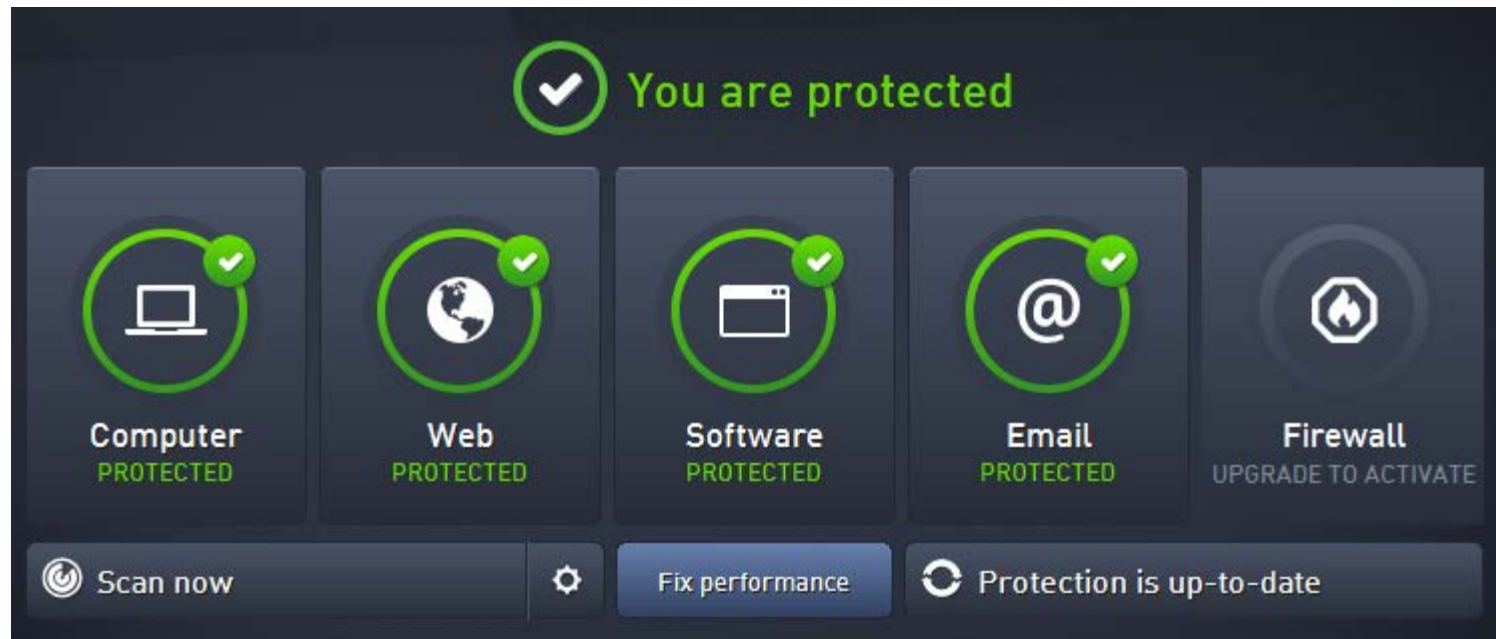 You are protected
Computer
PROTECTED
Web
PROTECTED
Software
PROTECTED
Email
PROTECTED
Firewall
UPGRADE TO ACTIVATE
Scan now
Fix performance
Protection is up-to-date